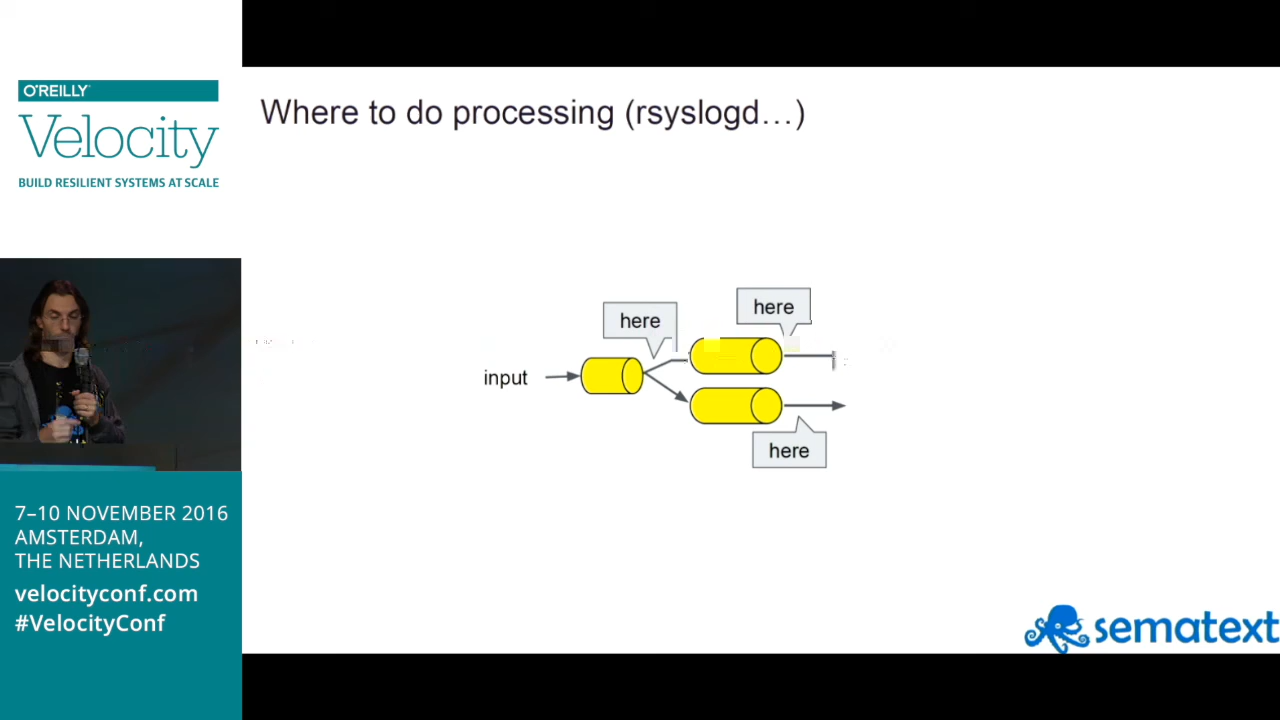 O'REILLY
Velocity
BUILD RESILIENT SYSTEMS AT SCALE
7–10 NOVEMBER 2016
AMSTERDAM,
THE NETHERLANDS
velocityconf.com
#VelocityConf
Where to do processing (rsyslogd…)
here
here
input
here
sematext